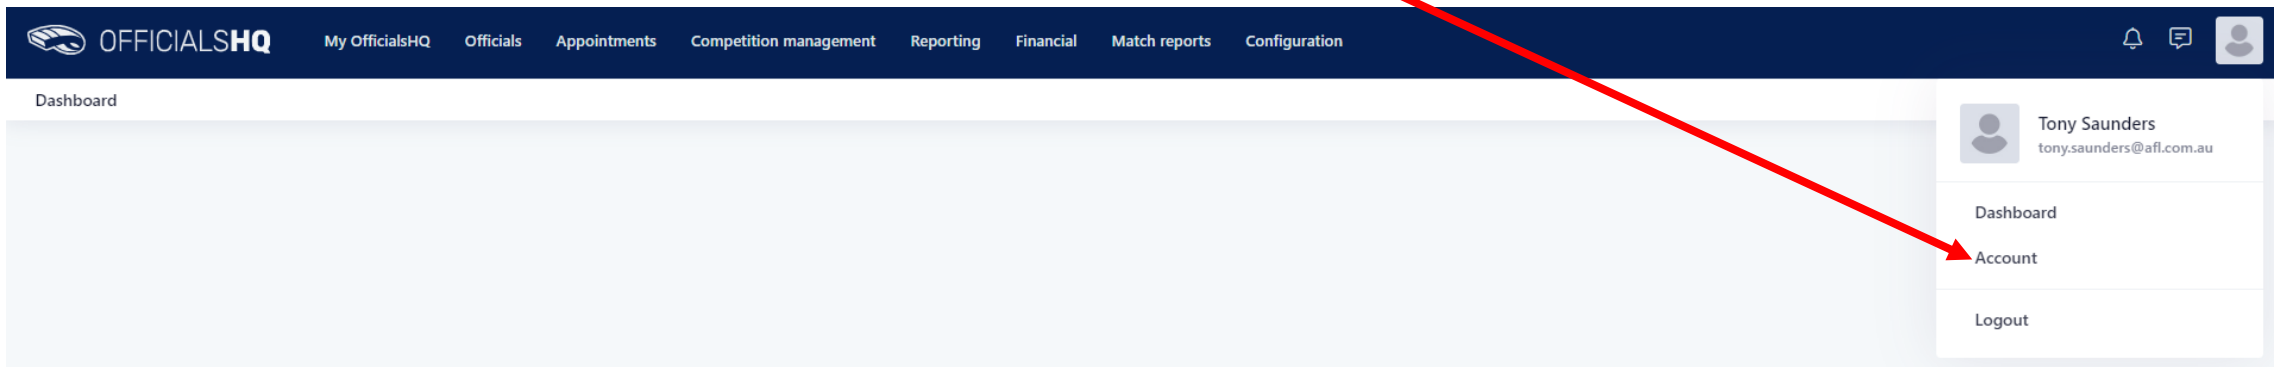 OFFICIALSHQ My OfficialsHQ Officials Appointments Competition management Reporting Financial Match reports Configuration
Dashboard
Tony Saunders
tony.saunders@afl.com.au
Dashboard
Account
Logout